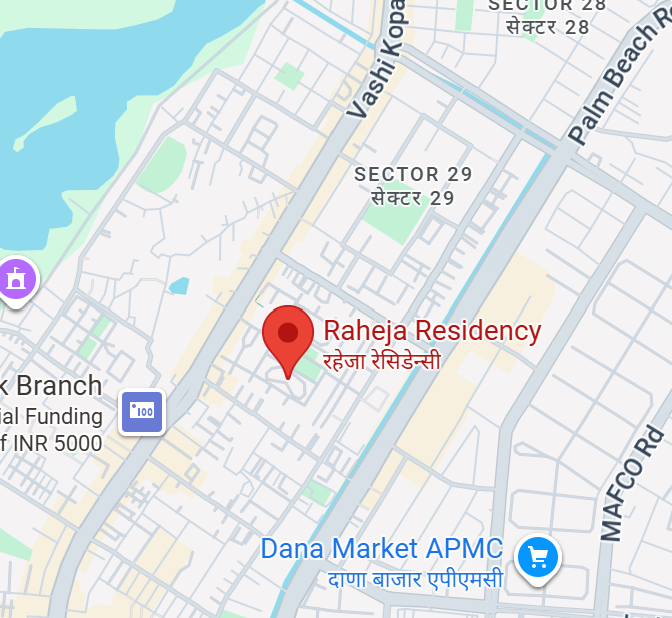 SECTOR 28
सेक्टर 28
Vashi Kopa
Palm Beach Ro
SECTOR 29
सेक्टर 29
Raheja Residency
रहेजा रेसिडेन्सी
k Branch
ial Funding
f INR 5000
100
MAFCO Rd
Dana Market APMC
दाणा बाजार एपीएमसी